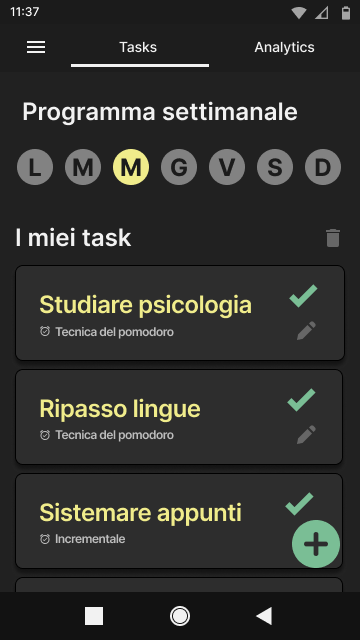 11:37
Tasks
Analytics
Programma settimanale
L M M G V S D
I miei task
Studiare psicologia
Tecnica del pomodoro
Ripasso lingue
Tecnica del pomodoro
Sistemare appunti
Incrementale